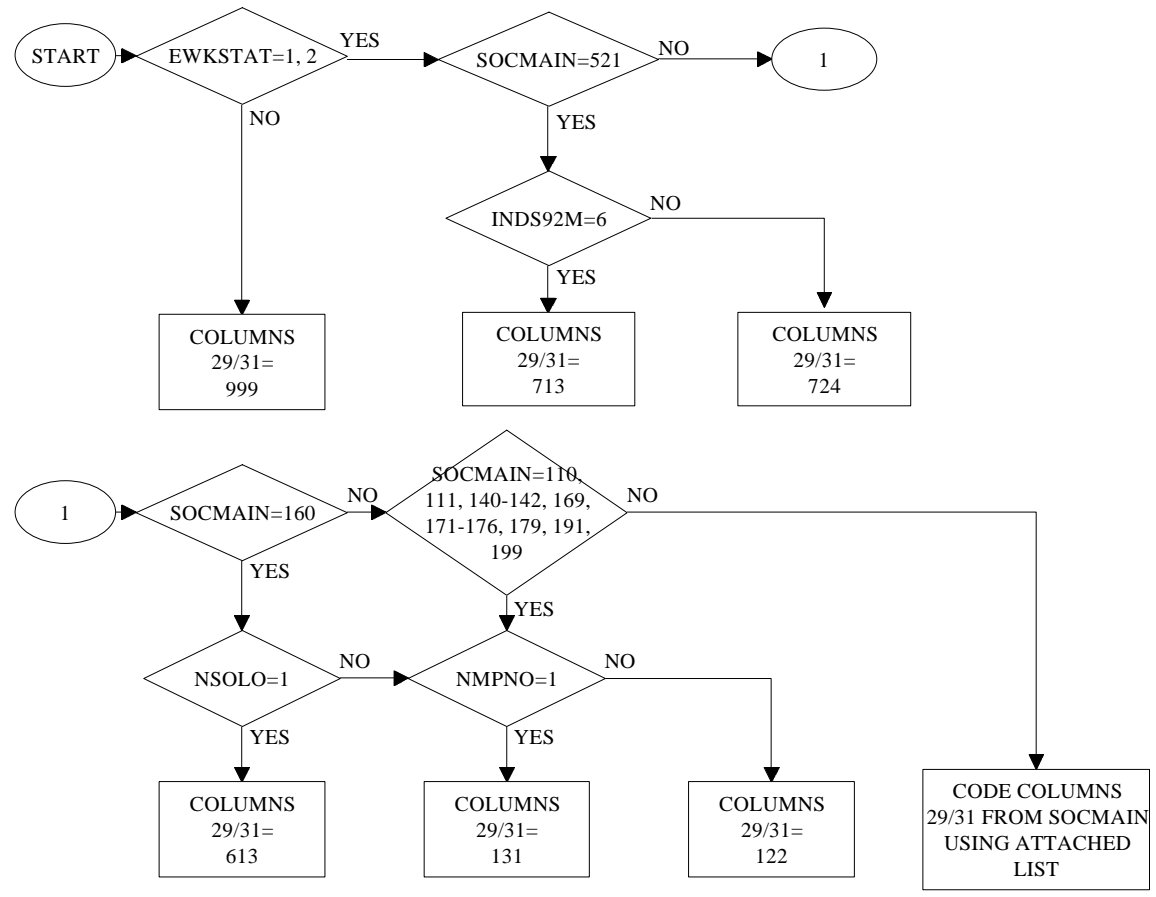 START
EWKSTAT=1, 2
YES
SOCMAIN=521
NO
1
NO
YES
INDS92M=6
NO
YES
COLUMNS
29/31=
999
COLUMNS
29/31=
713
COLUMNS
29/31=
724
1
SOCMAIN=160
NO
SOCMAIN=110,
111, 140-142, 169,
171-176, 179, 191,
199
NO
YES
YES
NSOLO=1
NO
NMPNO=1
NO
YES
YES
COLUMNS
29/31=
613
COLUMNS
29/31=
131
COLUMNS
29/31=
122
CODE COLUMNS
29/31 FROM SOCMAIN
USING ATTACHED
LIST